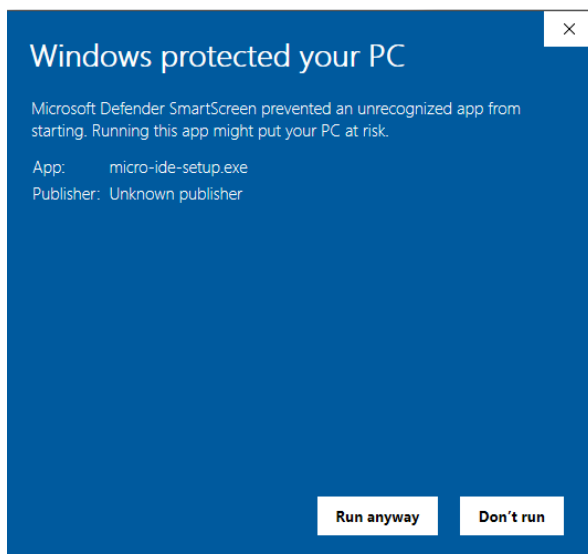 Windows protected your PC
Microsoft Defender SmartScreen prevented an unrecognized app from
starting. Running this app might put your PC at risk.
App: micro-ide-setup.exe
Publisher: Unknown publisher
Run anyway Don't run